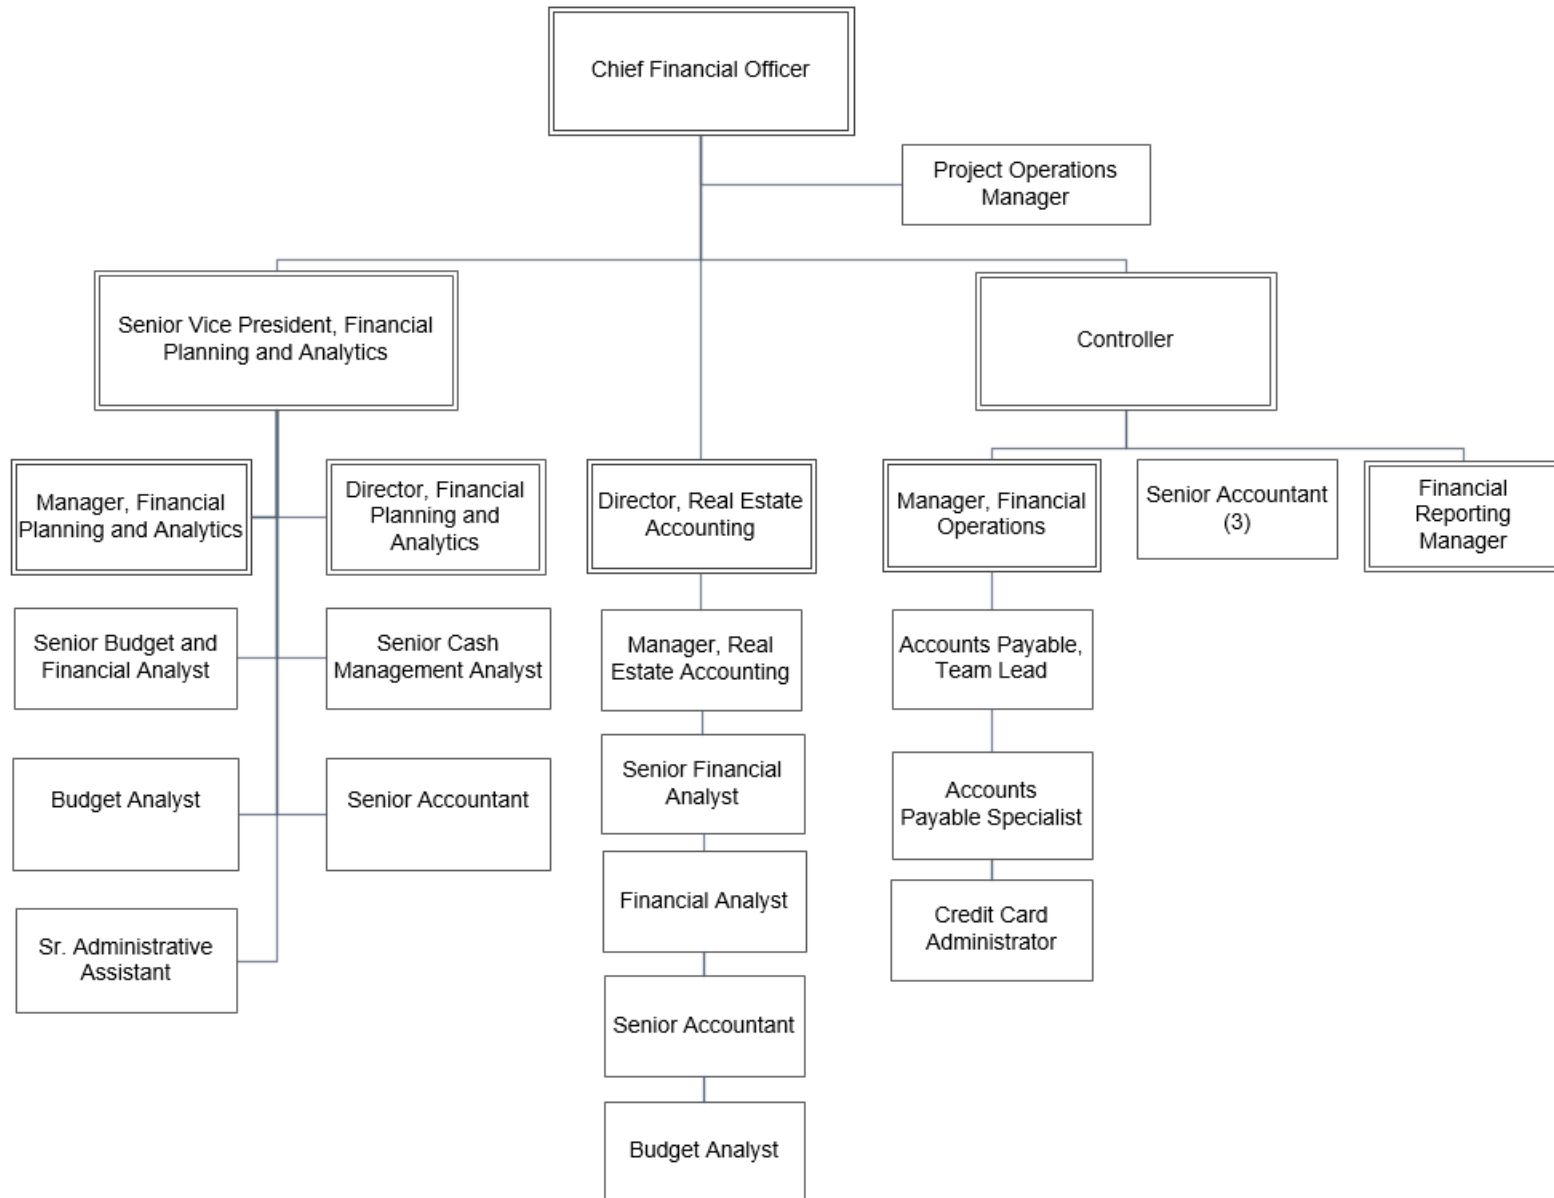 Chief Financial Officer
Project Operations
Manager
Senior Vice President, Financial
Planning and Analytics
Controller
Manager, Financial
Planning and Analytics
Director, Financial
Planning and
Analytics
Director, Real Estate
Accounting
Manager, Financial
Operations
Senior Accountant
(3)
Financial
Reporting
Manager
Senior Budget and
Financial Analyst
Senior Cash
Management Analyst
Manager, Real
Estate Accounting
Accounts Payable,
Team Lead
Budget Analyst
Senior Accountant
Senior Financial
Analyst
Accounts
Payable Specialist
Sr. Administrative
Assistant
Financial Analyst
Credit Card
Administrator
Senior Accountant
Budget Analyst